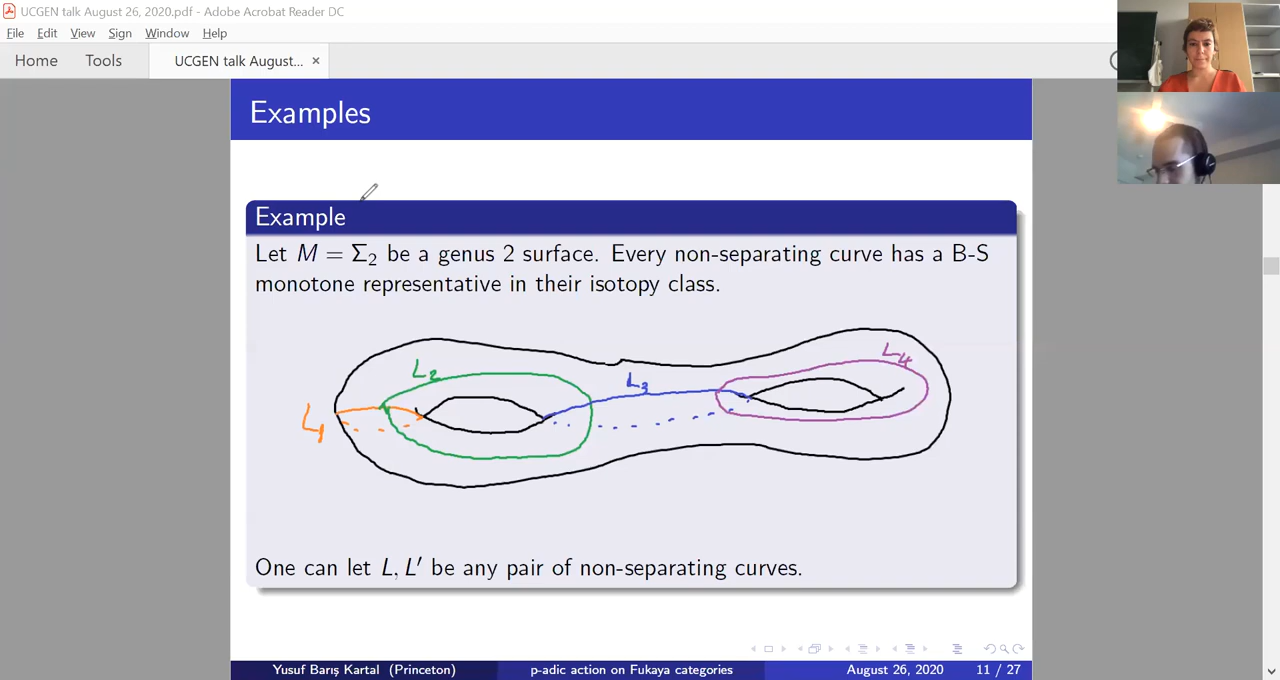 UCGEN talk August 26, 2020.pdf - Adobe Acrobat Reader DC
File Edit View Sign Window Help
Home Tools UCGEN talk August... ×
Examples
Example
Let M = Σ₂ be a genus 2 surface. Every non-separating curve has a B-S
monotone representative in their isotopy class.
L₁
L₂
L₃
L₄
One can let L, L′ be any pair of non-separating curves.
Yusuf Barış Kartal (Princeton) p-adic action on Fukaya categories August 26, 2020 11 / 27